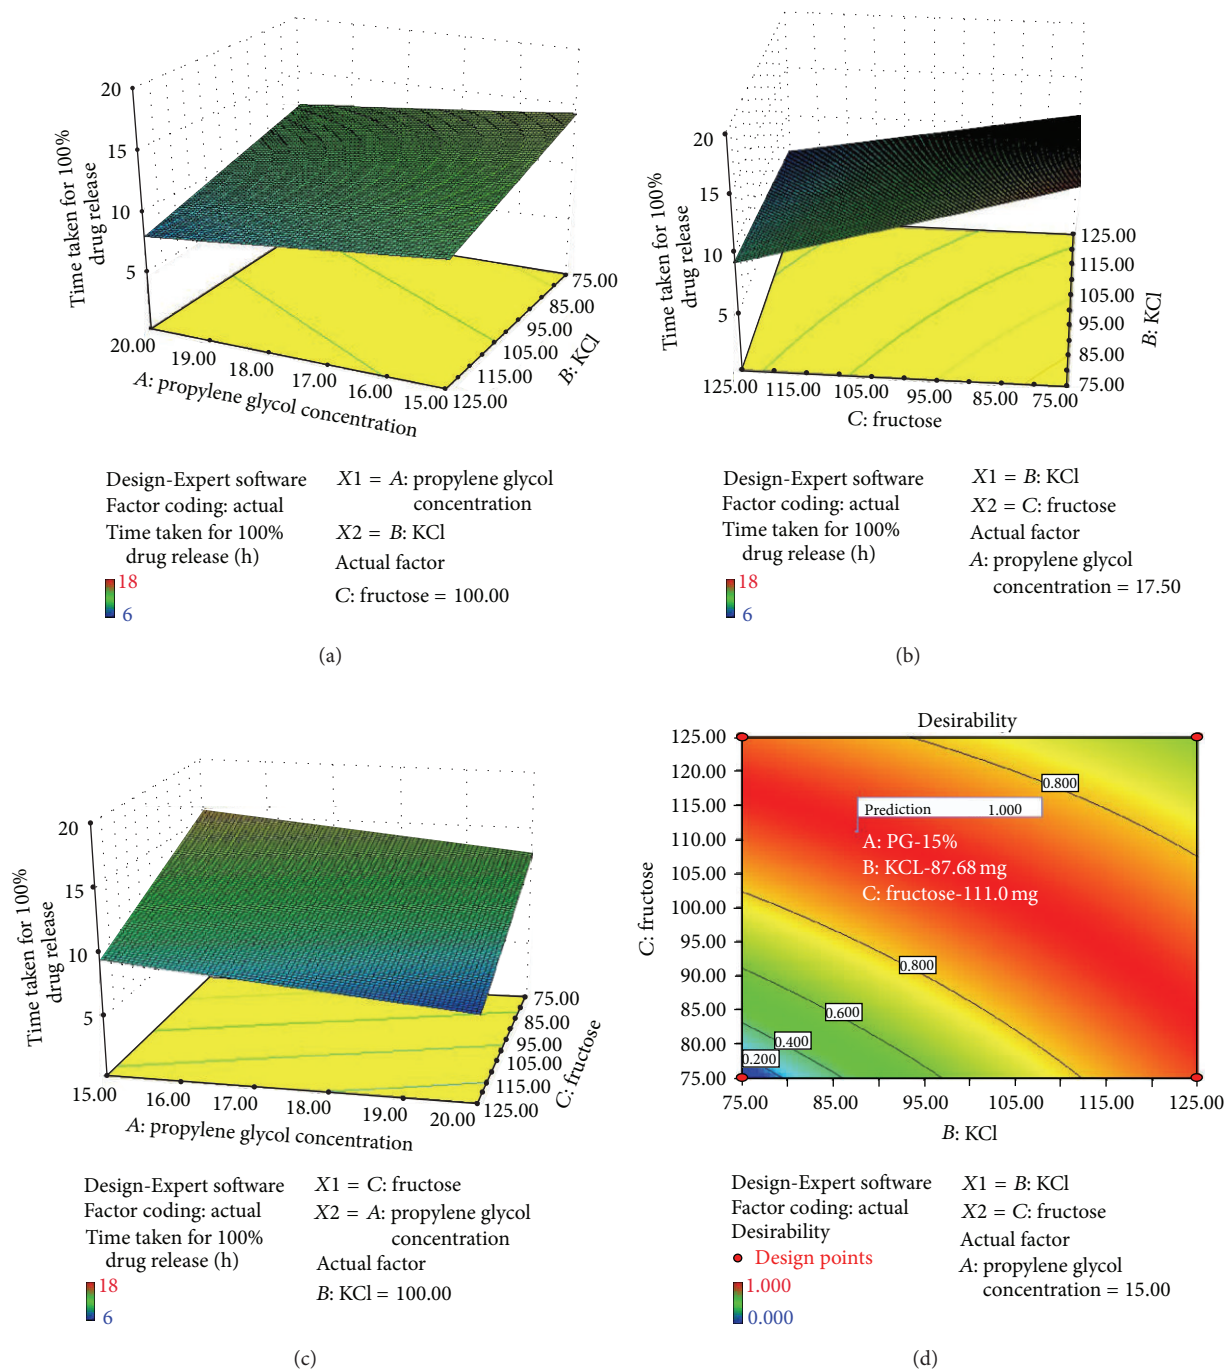 20
15
10
5
Time taken for 100%
drug release
20.00
19.00
18.00
17.00
16.00
15.00
A: propylene glycol concentration
125.00
115.00
105.00
95.00
85.00
75.00
B: KCl
Design-Expert software
Factor coding: actual
Time taken for 100%
drug release (h)
18
6
X1 = A: propylene glycol
concentration
X2 = B: KCl
Actual factor
C: fructose = 100.00
(a)
20
15
10
5
Time taken for 100%
drug release
125.00
115.00
105.00
95.00
85.00
75.00
C: fructose
125.00
115.00
105.00
95.00
85.00
75.00
B: KCl
Design-Expert software
Factor coding: actual
Time taken for 100%
drug release (h)
18
6
X1 = B: KCl
X2 = C: fructose
Actual factor
A: propylene glycol
concentration = 17.50
(b)
20
15
10
5
Time taken for 100%
drug release
15.00
16.00
17.00
18.00
19.00
20.00
A: propylene glycol concentration
75.00
85.00
95.00
105.00
115.00
125.00
C: fructose
Design-Expert software
Factor coding: actual
Time taken for 100%
drug release (h)
18
6
X1 = C: fructose
X2 = A: propylene glycol
concentration
Actual factor
B: KCl = 100.00
(c)
Desirability
125.00
120.00
115.00
110.00
105.00
100.00
95.00
90.00
85.00
80.00
75.00
C: fructose
0.800
Prediction 1.000
A: PG-15%
B: KCL-87.68 mg
C: fructose-111.0 mg
0.800
0.600
0.400
0.200
75.00
85.00
95.00
105.00
115.00
125.00
B: KCl
Design-Expert software
Factor coding: actual
Desirability
Design points
1.000
0.000
X1 = B: KCl
X2 = C: fructose
Actual factor
A: propylene glycol
concentration = 15.00
(d)